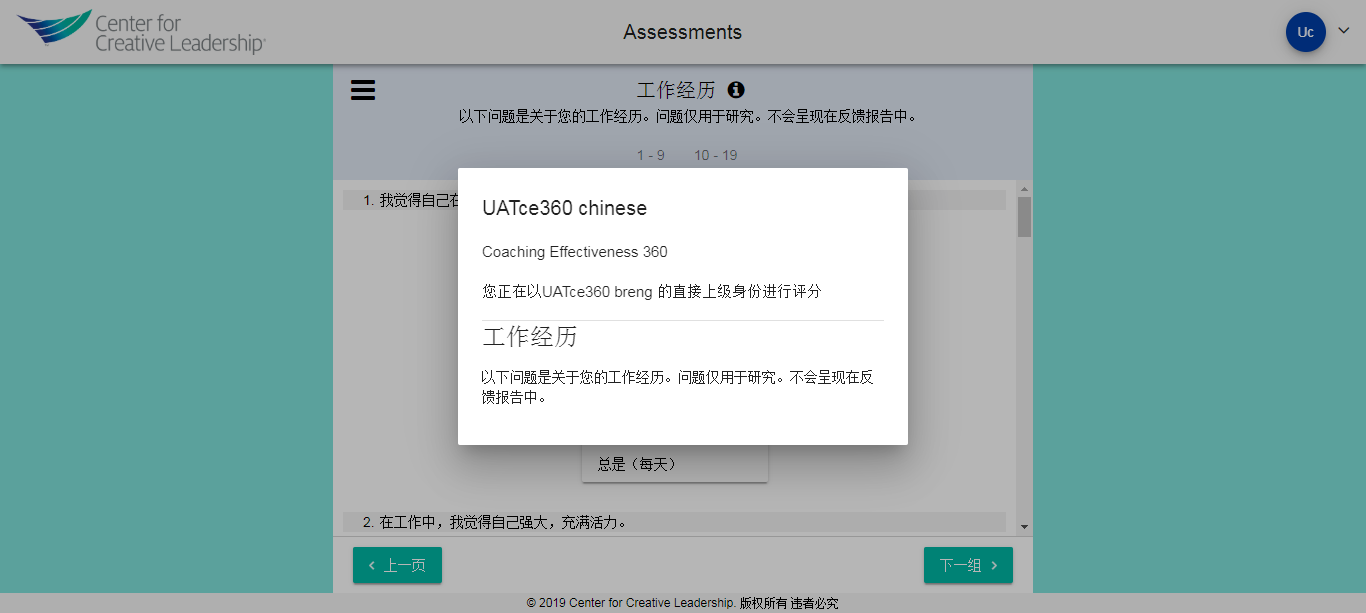 Center for
Creative Leadership
Assessments
Uc
工作经历
以下问题是关于您的工作经历。问题仅用于研究。不会呈现在反馈报告中。
1 - 9 10 - 19
1. 我觉得自己在
UATce360 chinese
Coaching Effectiveness 360
您正在以UATce360 breng 的直接上级身份进行评分
工作经历
以下问题是关于您的工作经历。问题仅用于研究。不会呈现在反
馈报告中。
总是（每天）
2. 在工作中，我觉得自己强大，充满活力。
上一页 下一组
© 2019 Center for Creative Leadership. 版权所有 违者必究